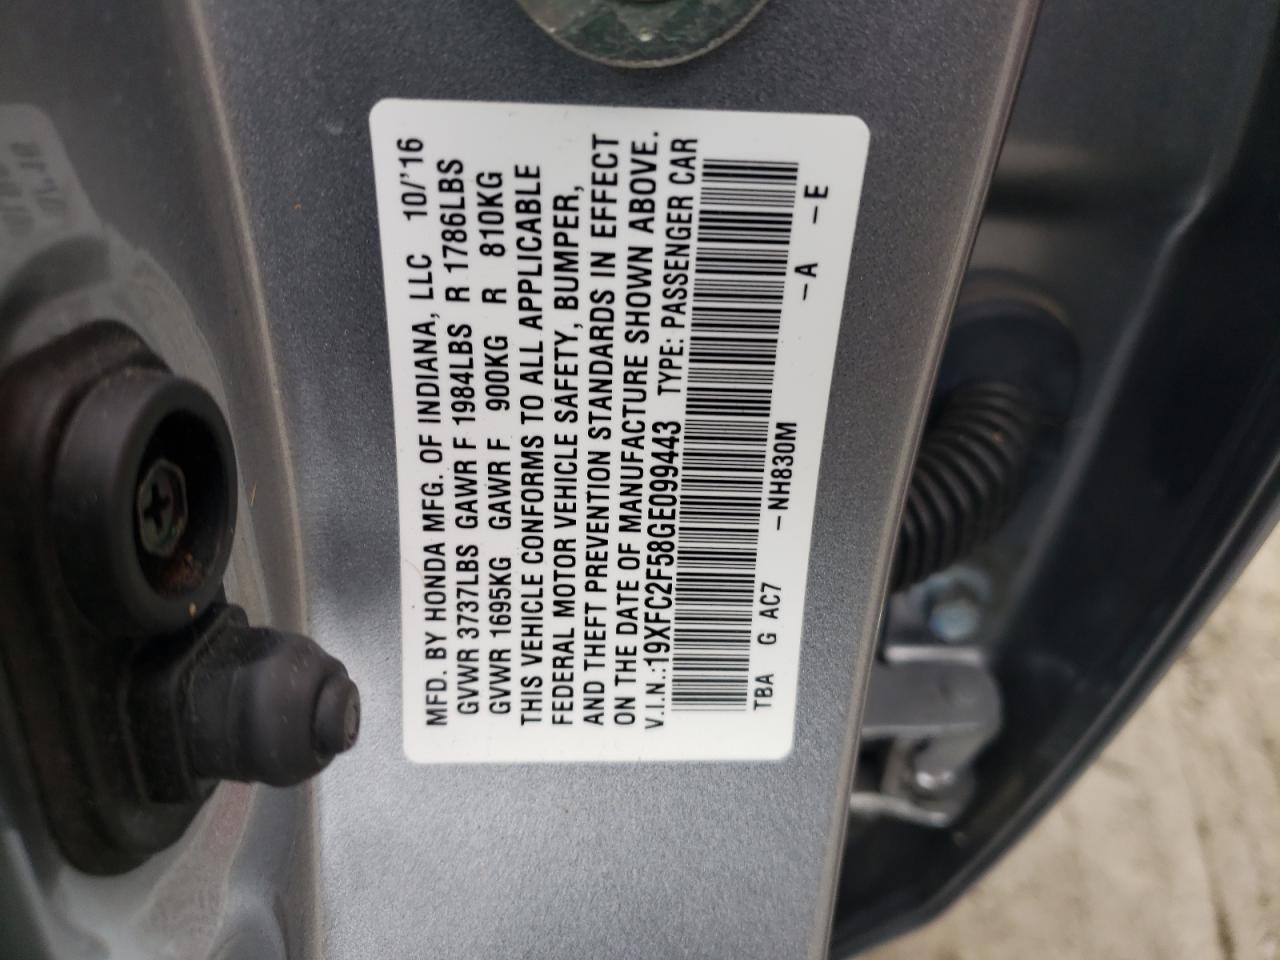 MFD. BY HONDA MFG. OF INDIANA, LLC 10/'16
GVWR 3737LBS GAWR F 1984LBS R 1786LBS
GVWR 1695KG GAWR F 900KG R 810KG
THIS VEHICLE CONFORMS TO ALL APPLICABLE
FEDERAL MOTOR VEHICLE SAFETY, BUMPER,
AND THEFT PREVENTION STANDARDS IN EFFECT
ON THE DATE OF MANUFACTURE SHOWN ABOVE.
V.I.N.:19XFC2F58GE099443 TYPE: PASSENGER CAR
TBA G AC7 -NH830M -A -E